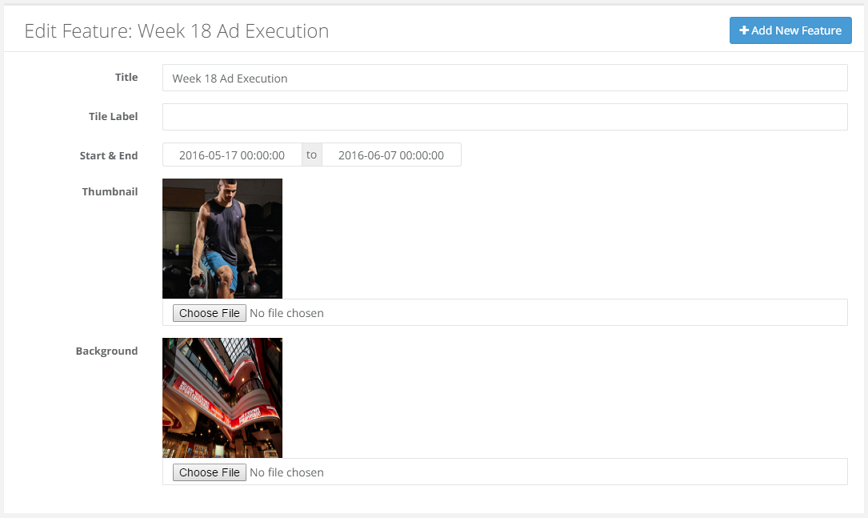 Edit Feature: Week 18 Ad Execution
+ Add New Feature
Title
Week 18 Ad Execution
Tile Label
Start & End
2016-05-17 00:00:00 to 2016-06-07 00:00:00
Thumbnail
Choose File No file chosen
Background
Choose File No file chosen